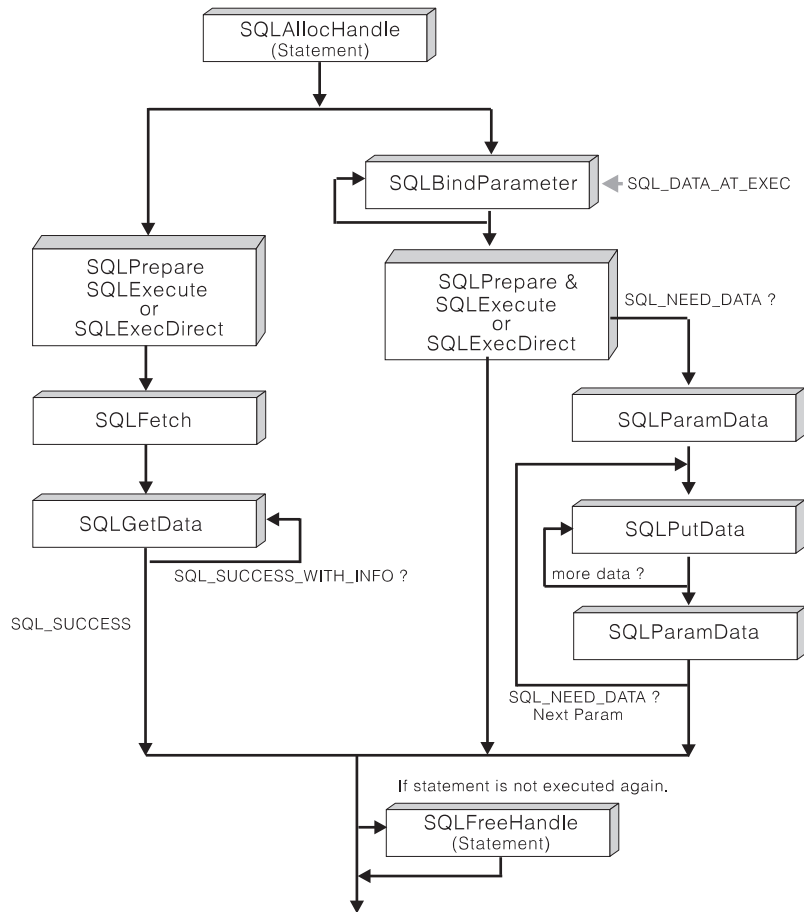 SQLAllocHandle
(Statement)
SQLBindParameter
SQL_DATA_AT_EXEC
SQLPrepare
SQLExecute
or
SQLExecDirect
SQLPrepare &
SQLExecute
or
SQLExecDirect
SQL_NEED_DATA ?
SQLFetch
SQLParamData
SQLGetData
SQLPutData
SQL_SUCCESS_WITH_INFO ?
more data ?
SQL_SUCCESS
SQLParamData
SQL_NEED_DATA ?
Next Param
If statement is not executed again.
SQLFreeHandle
(Statement)